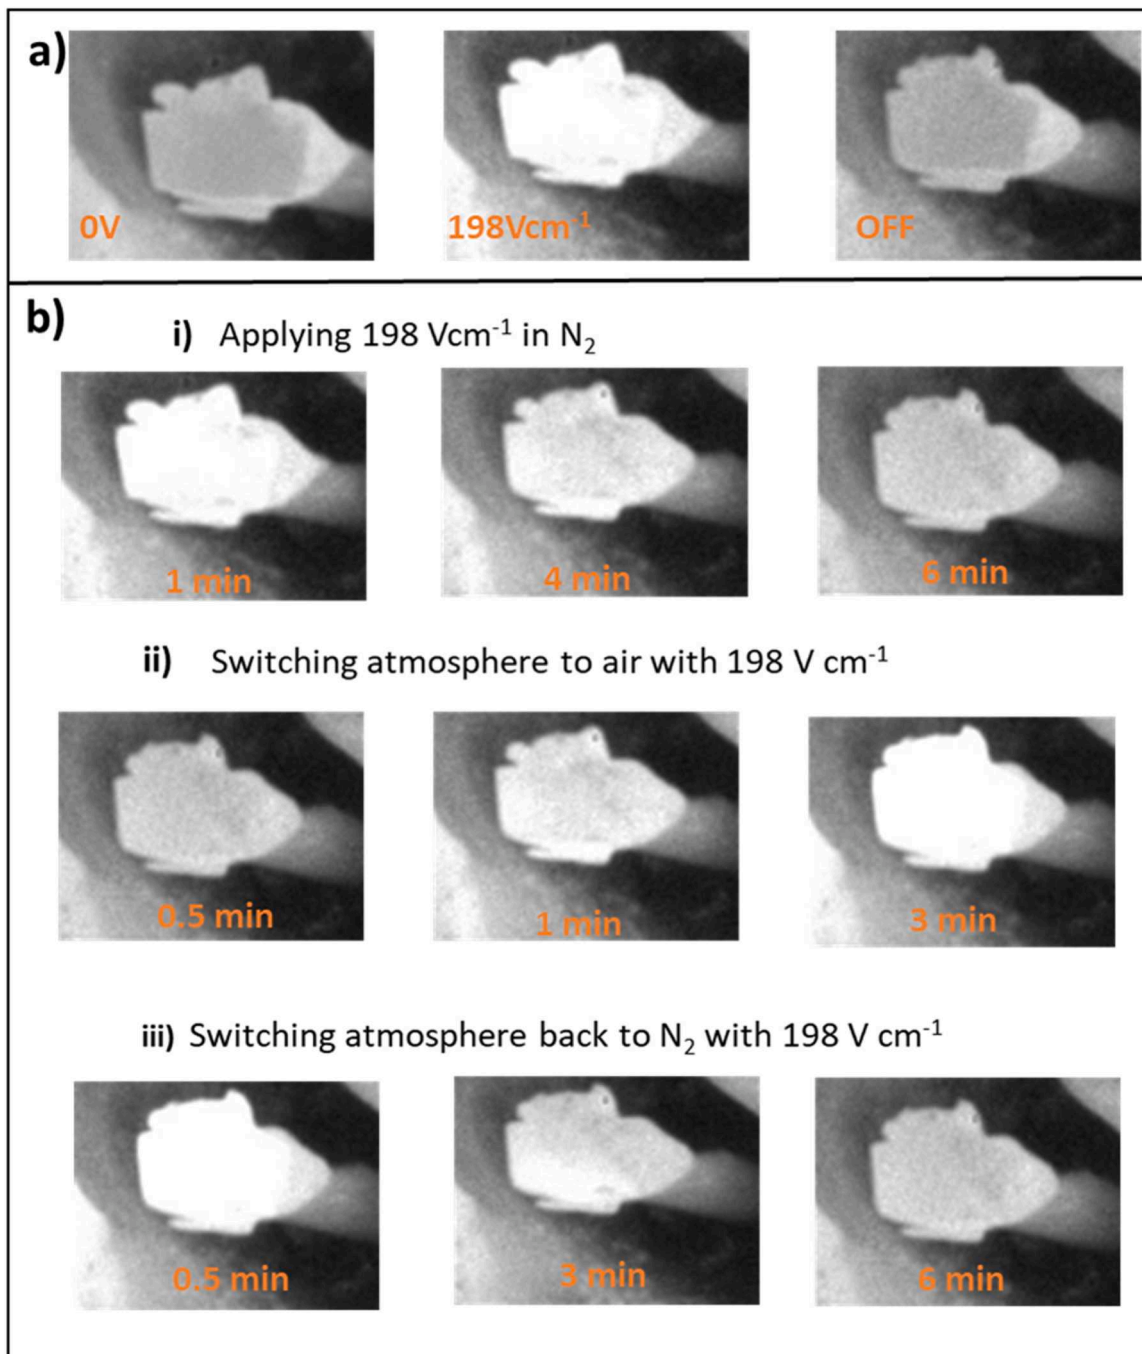 a)
0V
198Vcm⁻¹
OFF
b)
i) Applying 198 Vcm⁻¹ in N₂
1 min
4 min
6 min
ii) Switching atmosphere to air with 198 V cm⁻¹
0.5 min
1 min
3 min
iii) Switching atmosphere back to N₂ with 198 V cm⁻¹
0.5 min
3 min
6 min